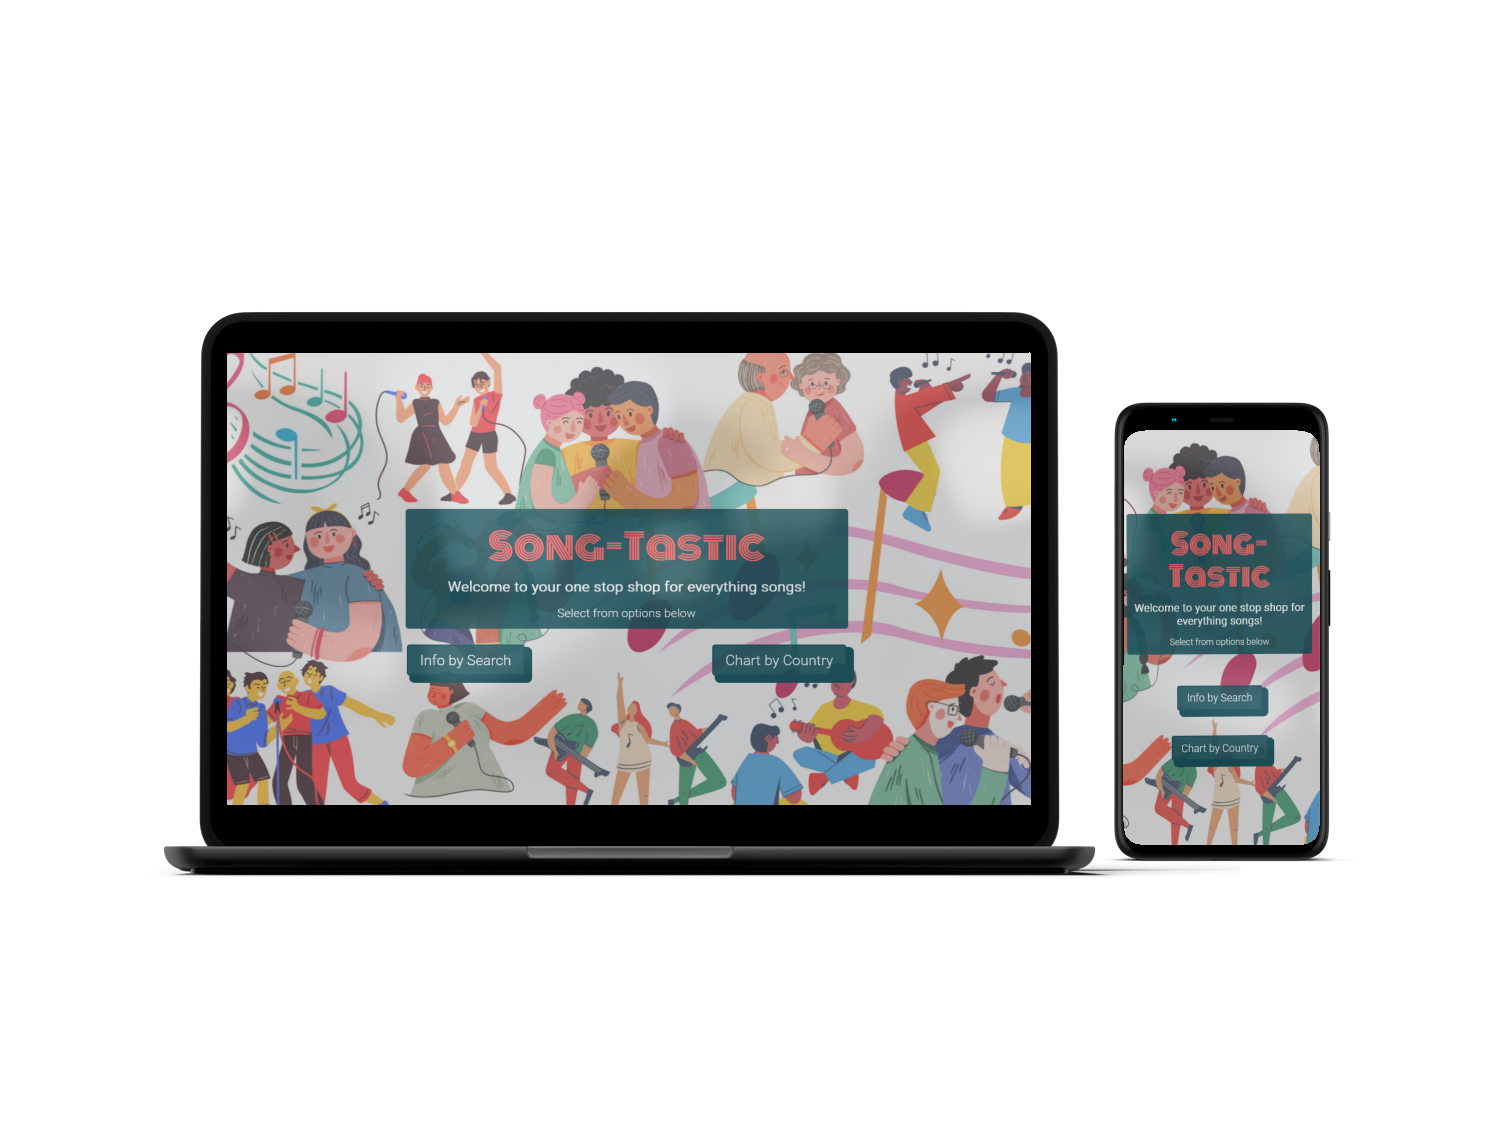 Song-Tastic
Welcome to your one stop shop for everything songs!
Select from options below
Info by Search
Chart by Country
Song-
Tastic
Welcome to your one stop shop for
everything songs!
Select from options below
Info by Search
Chart by Country